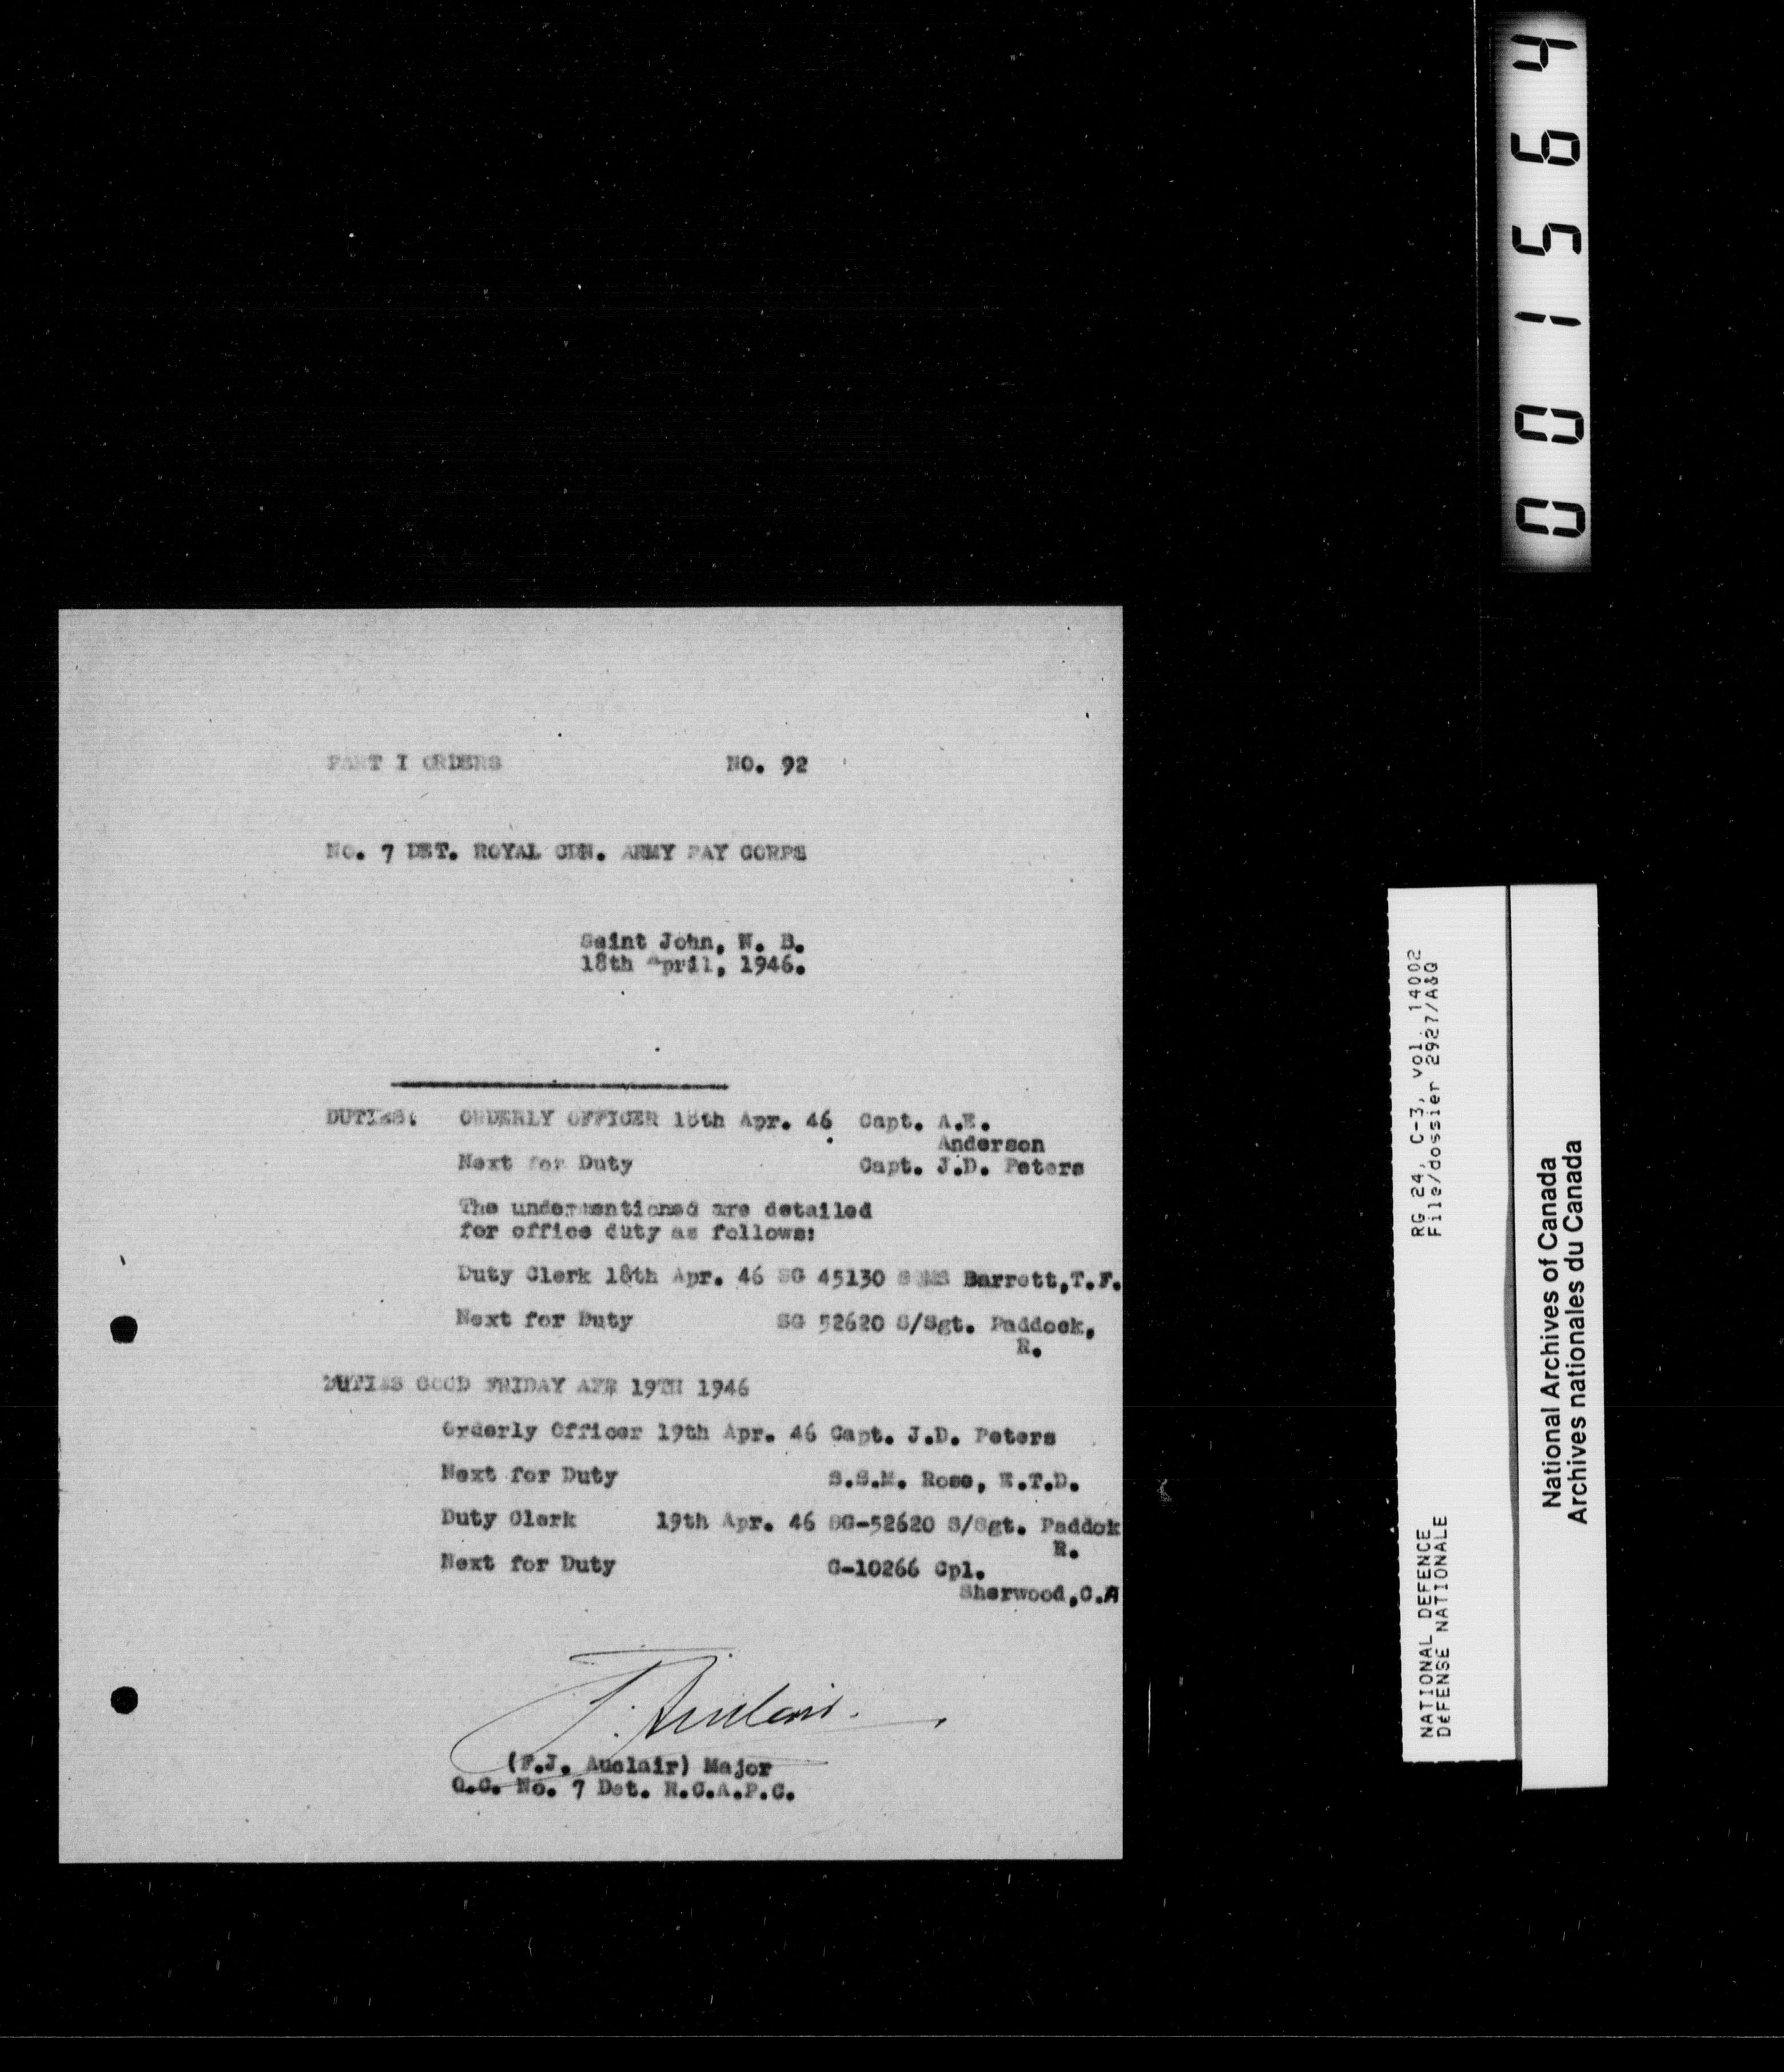 PART I ORDERS NO. 92
NO. 7 DET. ROYAL CDN. ARMY PAY CORPS
Saint John, N. B.
18th April, 1946.
DUTIES: ORDERLY OFFICER 18th Apr. 46 Capt. A.E.
Anderson
Next for Duty Capt. J.D. Peters
The undermentioned are detailed
for office duty as follows:
Duty Clerk 18th Apr. 46 SG 45130 Barrett,T.F.
Next for Duty SG 52620 S/Sgt. Paddock,
R.
DUTIES GOOD FRIDAY APR 19TH 1946
Orderly Officer 19th Apr. 46 Capt. J.D. Peters
Next for Duty S.S.M. Rose, E.T.D.
Duty Clerk 19th Apr. 46 SG-52620 S/Sgt. Paddok
R.
Next for Duty G-10266 Cpl.
Sherwood,C.A
F. Auclair.
(F.J. Auclair) Major
O.C. No. 7 Det. R.C.A.P.C.
001564
NATIONAL DEFENCE RG 24, C-3, vol. 14002
DéFENSE NATIONALE File/dossier 2927/A&Q
National Archives of Canada
Archives nationales du Canada